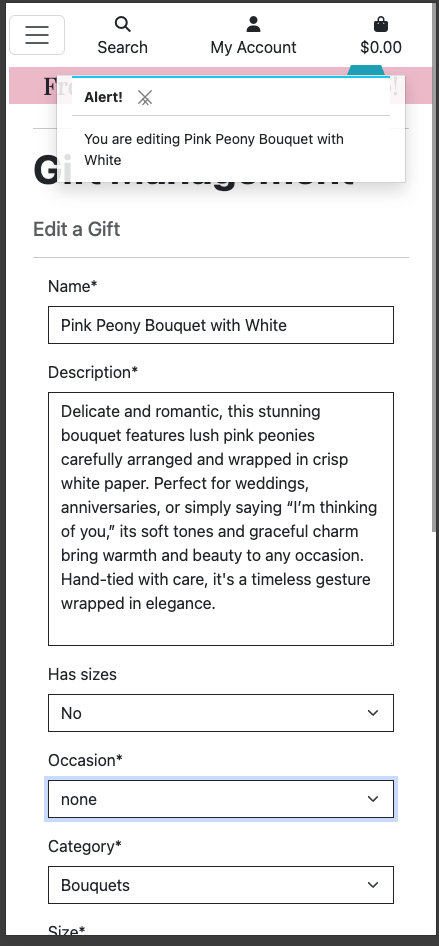 Search
My Account
$0.00
Alert!
You are editing Pink Peony Bouquet with
White
Edit a Gift
Name*
Pink Peony Bouquet with White
Description*
Delicate and romantic, this stunning
bouquet features lush pink peonies
carefully arranged and wrapped in crisp
white paper. Perfect for weddings,
anniversaries, or simply saying “I’m thinking
of you,” its soft tones and graceful charm
bring warmth and beauty to any occasion.
Hand-tied with care, it's a timeless gesture
wrapped in elegance.
Has sizes
No
Occasion*
none
Category*
Bouquets
Size*